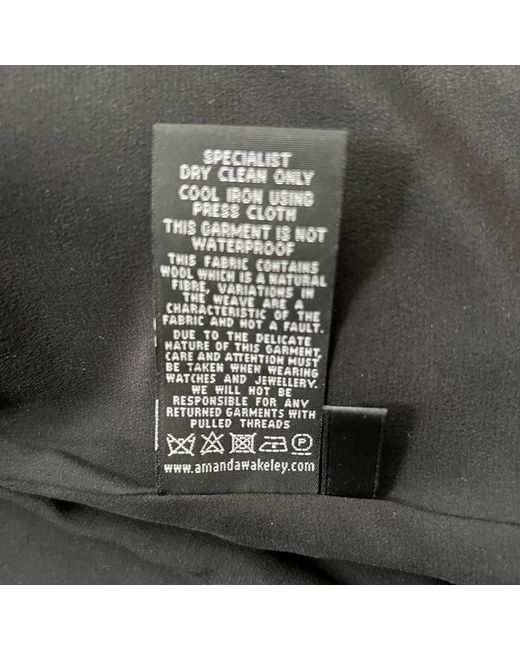 SPECIALIST
DRY CLEAN ONLY
COOL IRON USING
PRESS CLOTH
THIS GARMENT IS NOT
WATERPROOF
THIS FABRIC CONTAINS
WOOL WHICH IS A NATURAL
FIBRE, VARIATIONS IN
THE WEAVE ARE A
CHARACTERISTIC OF THE
FABRIC AND NOT A FAULT.
DUE TO THE DELICATE
NATURE OF THIS GARMENT,
CARE AND ATTENTION MUST
BE TAKEN WHEN WEARING
WATCHES AND JEWELLERY.
WE WILL NOT BE
RESPONSIBLE FOR ANY
RETURNED GARMENTS WITH
PULLED THREADS
P
www.amandawakeley.com